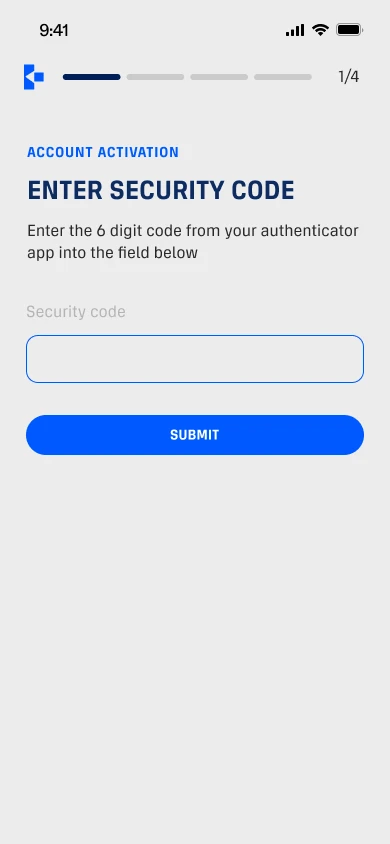 9:41
1/4
ACCOUNT ACTIVATION
ENTER SECURITY CODE
Enter the 6 digit code from your authenticator
app into the field below
Security code
SUBMIT